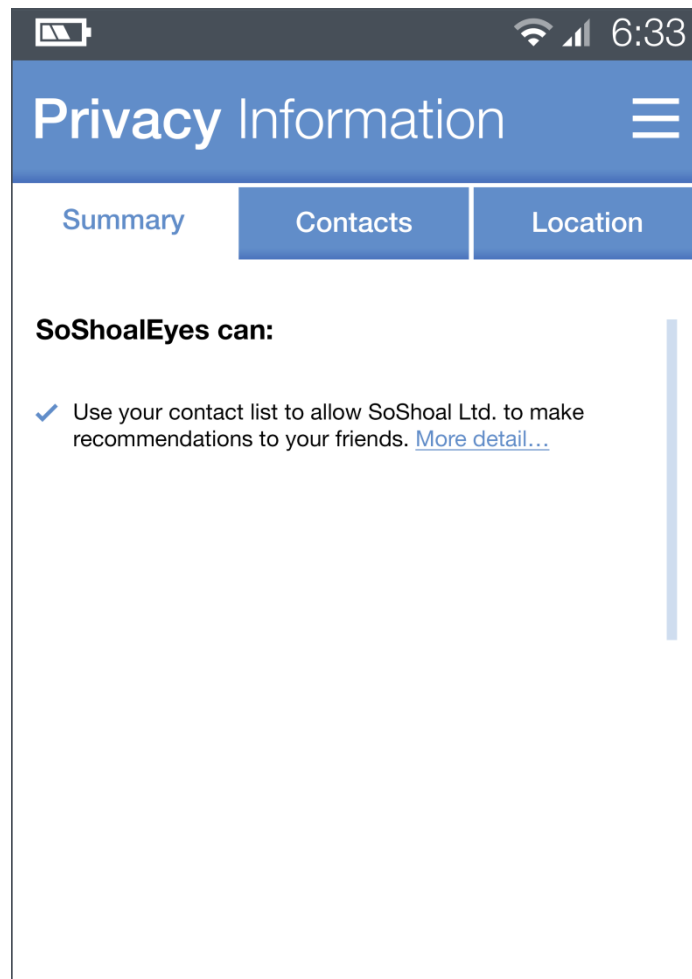 6:33
Privacy Information
Summary Contacts Location
SoShoalEyes can:
Use your contact list to allow SoShoal Ltd. to make
recommendations to your friends. More detail...